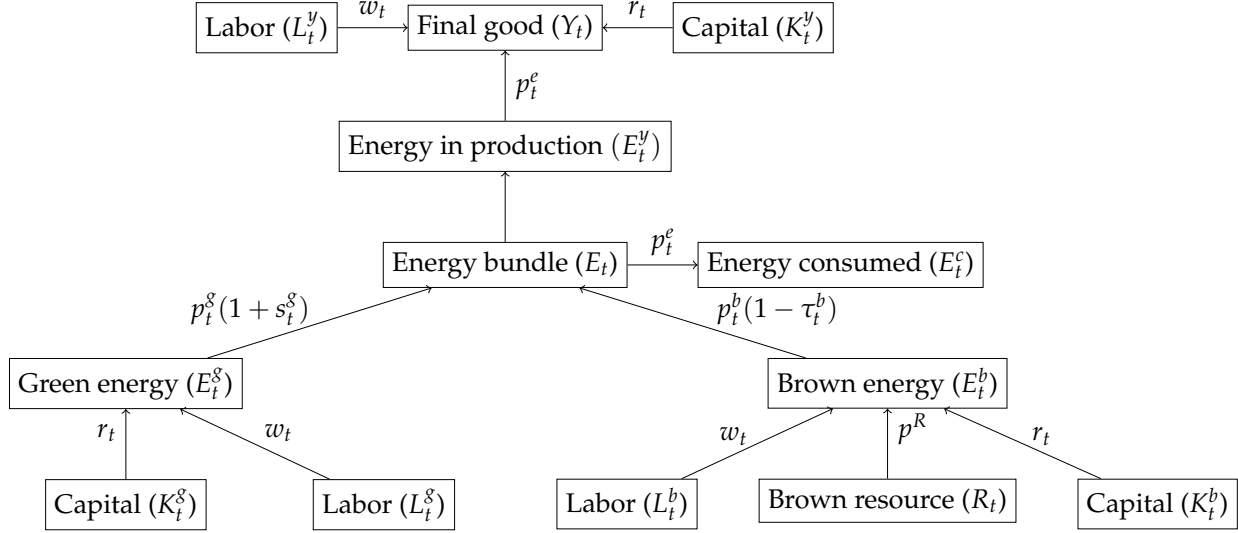 Labor (L_t^y) w_t Final good (Y_t) r_t Capital (K_t^y)
p_t^e
Energy in production (E_t^y)
Energy bundle (E_t) p_t^e Energy consumed (E_t^c)
p_t^g(1 + s_t^g) p_t^b(1 − τ_t^b)
Green energy (E_t^g) Brown energy (E_t^b)
r_t w_t w_t p^R r_t
Capital (K_t^g) Labor (L_t^g) Labor (L_t^b) Brown resource (R_t) Capital (K_t^b)